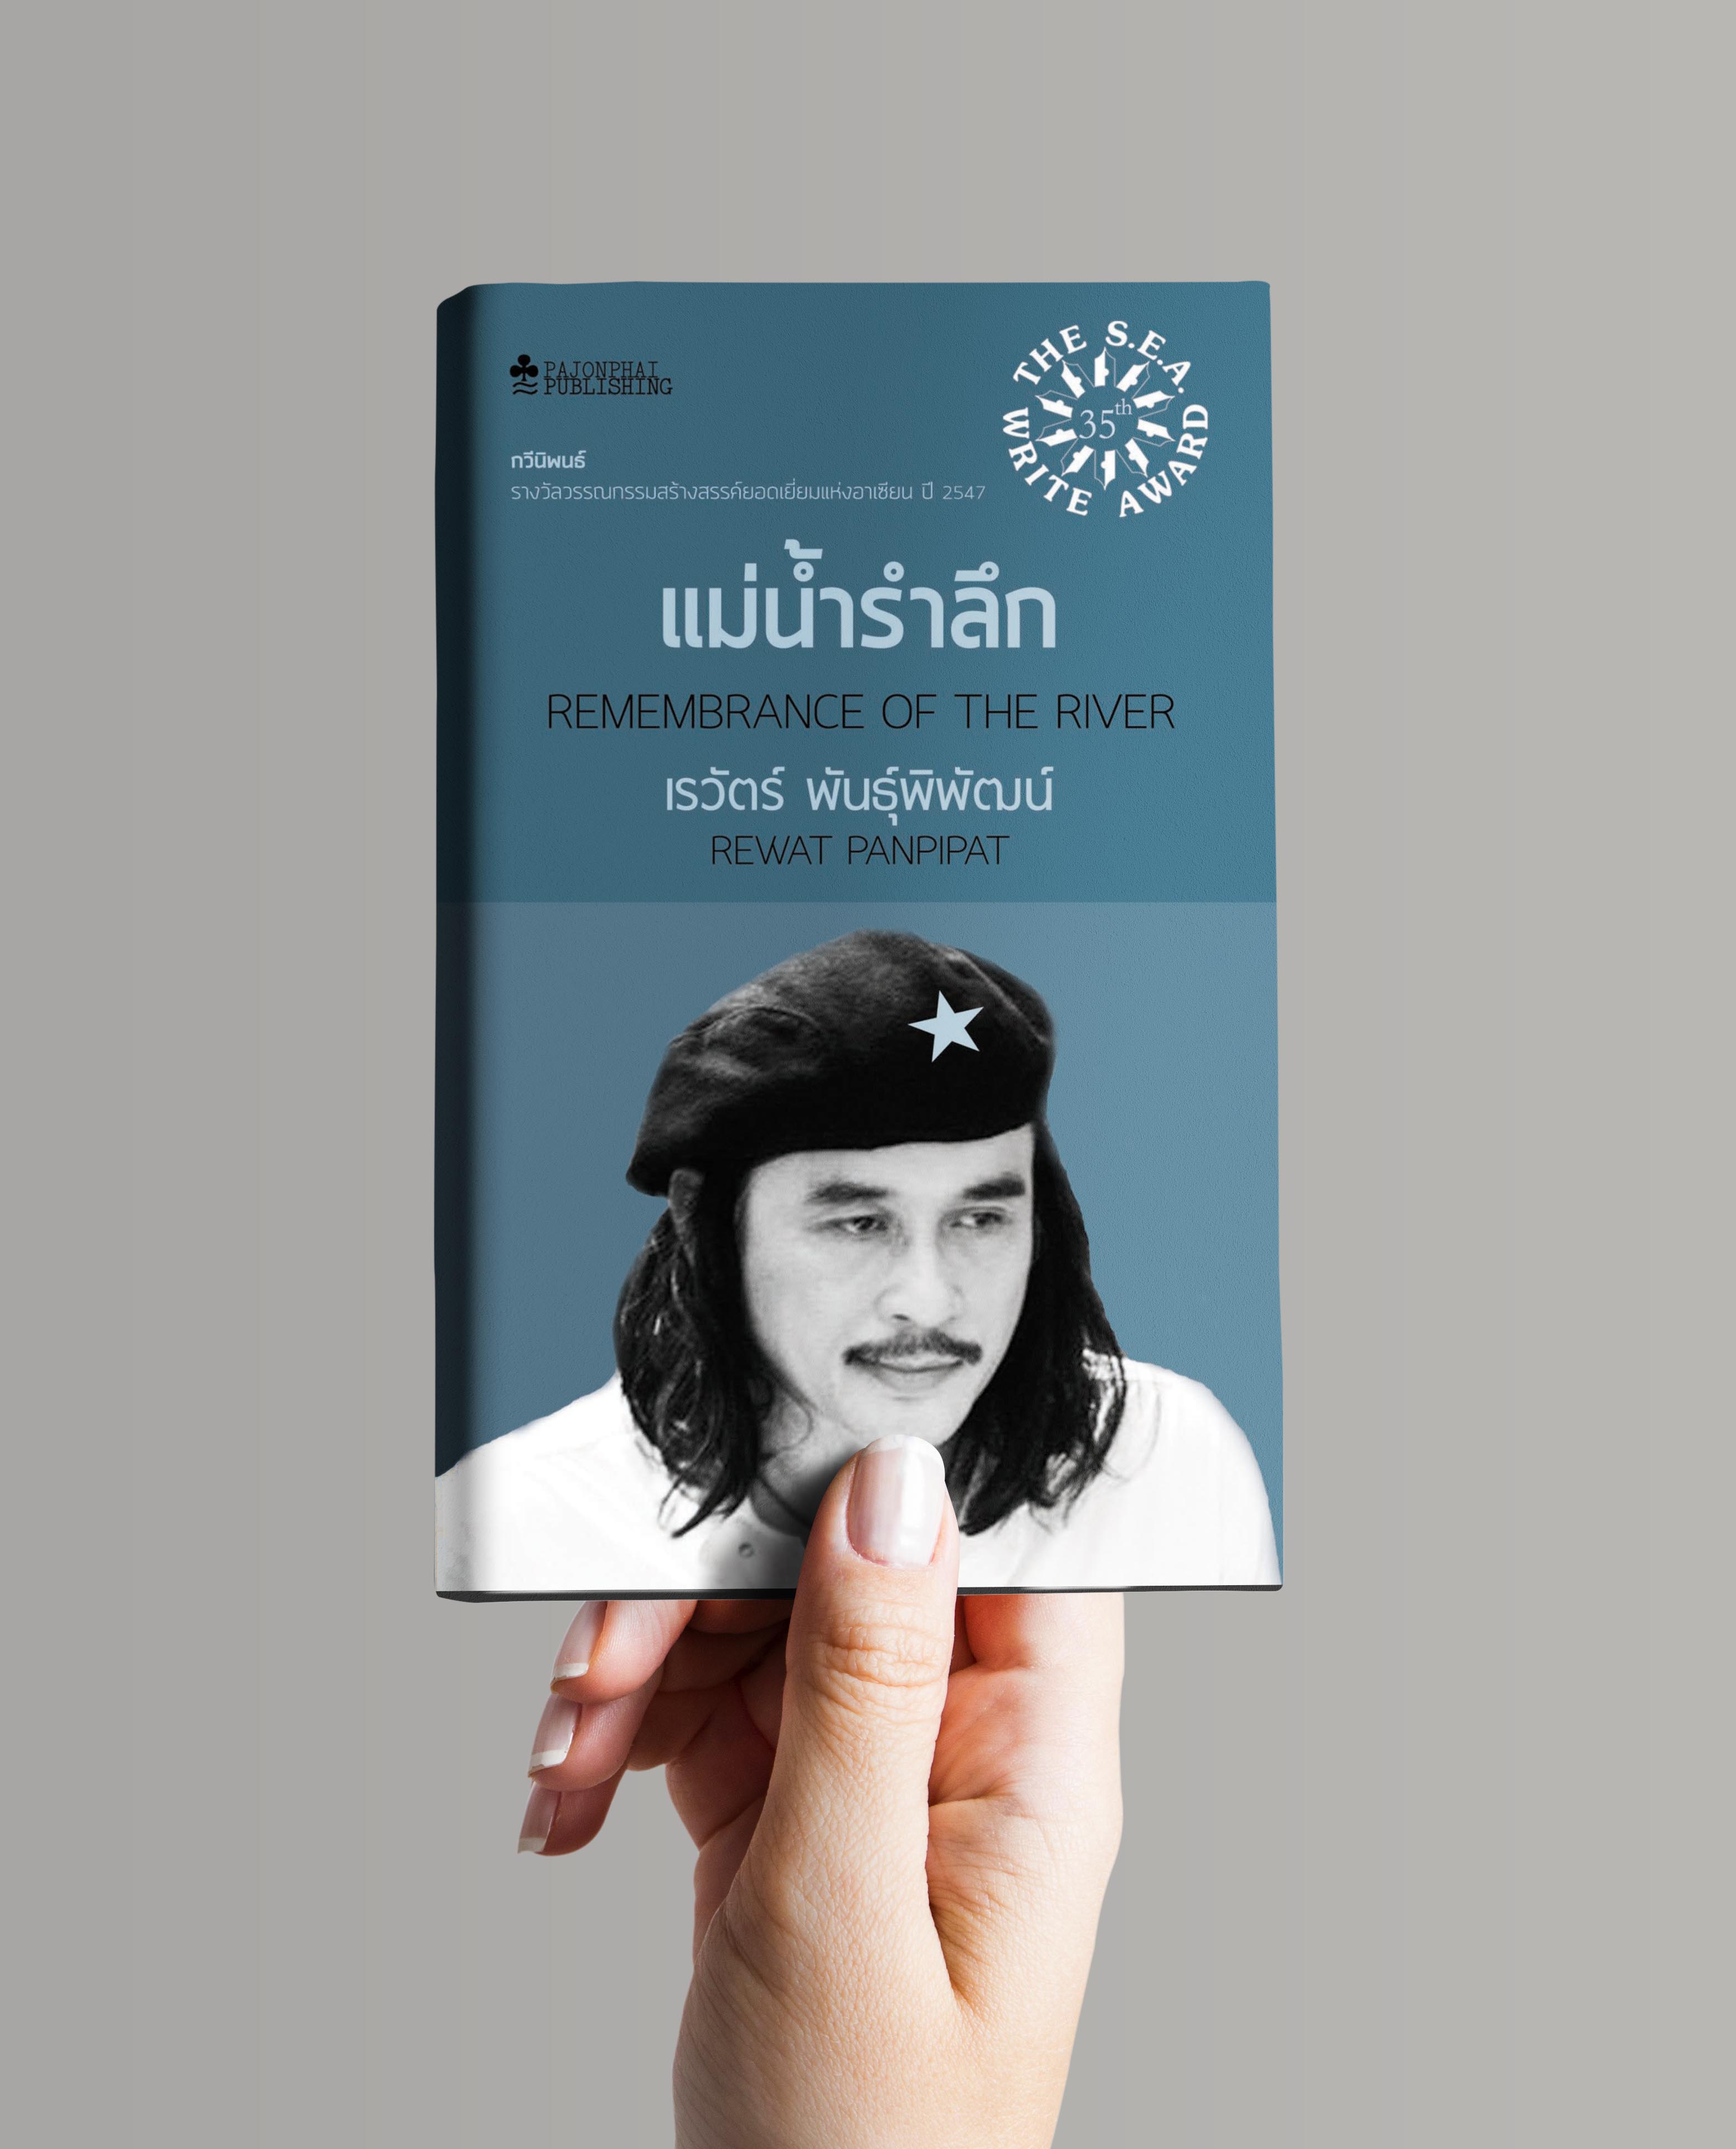 PAJONPHAI
PUBLISHING
THE S.E.A. WRITE AWARD
35th
กวีนิพนธ์
รางวัลวรรณกรรมสร้างสรรค์ยอดเยี่ยมแห่งอาเซียน ปี 2547
แม่น้ำรำลึก
REMEMBRANCE OF THE RIVER
เรวัตร์ พันธุ์พิพัฒน์
REWAT PANPIPAT